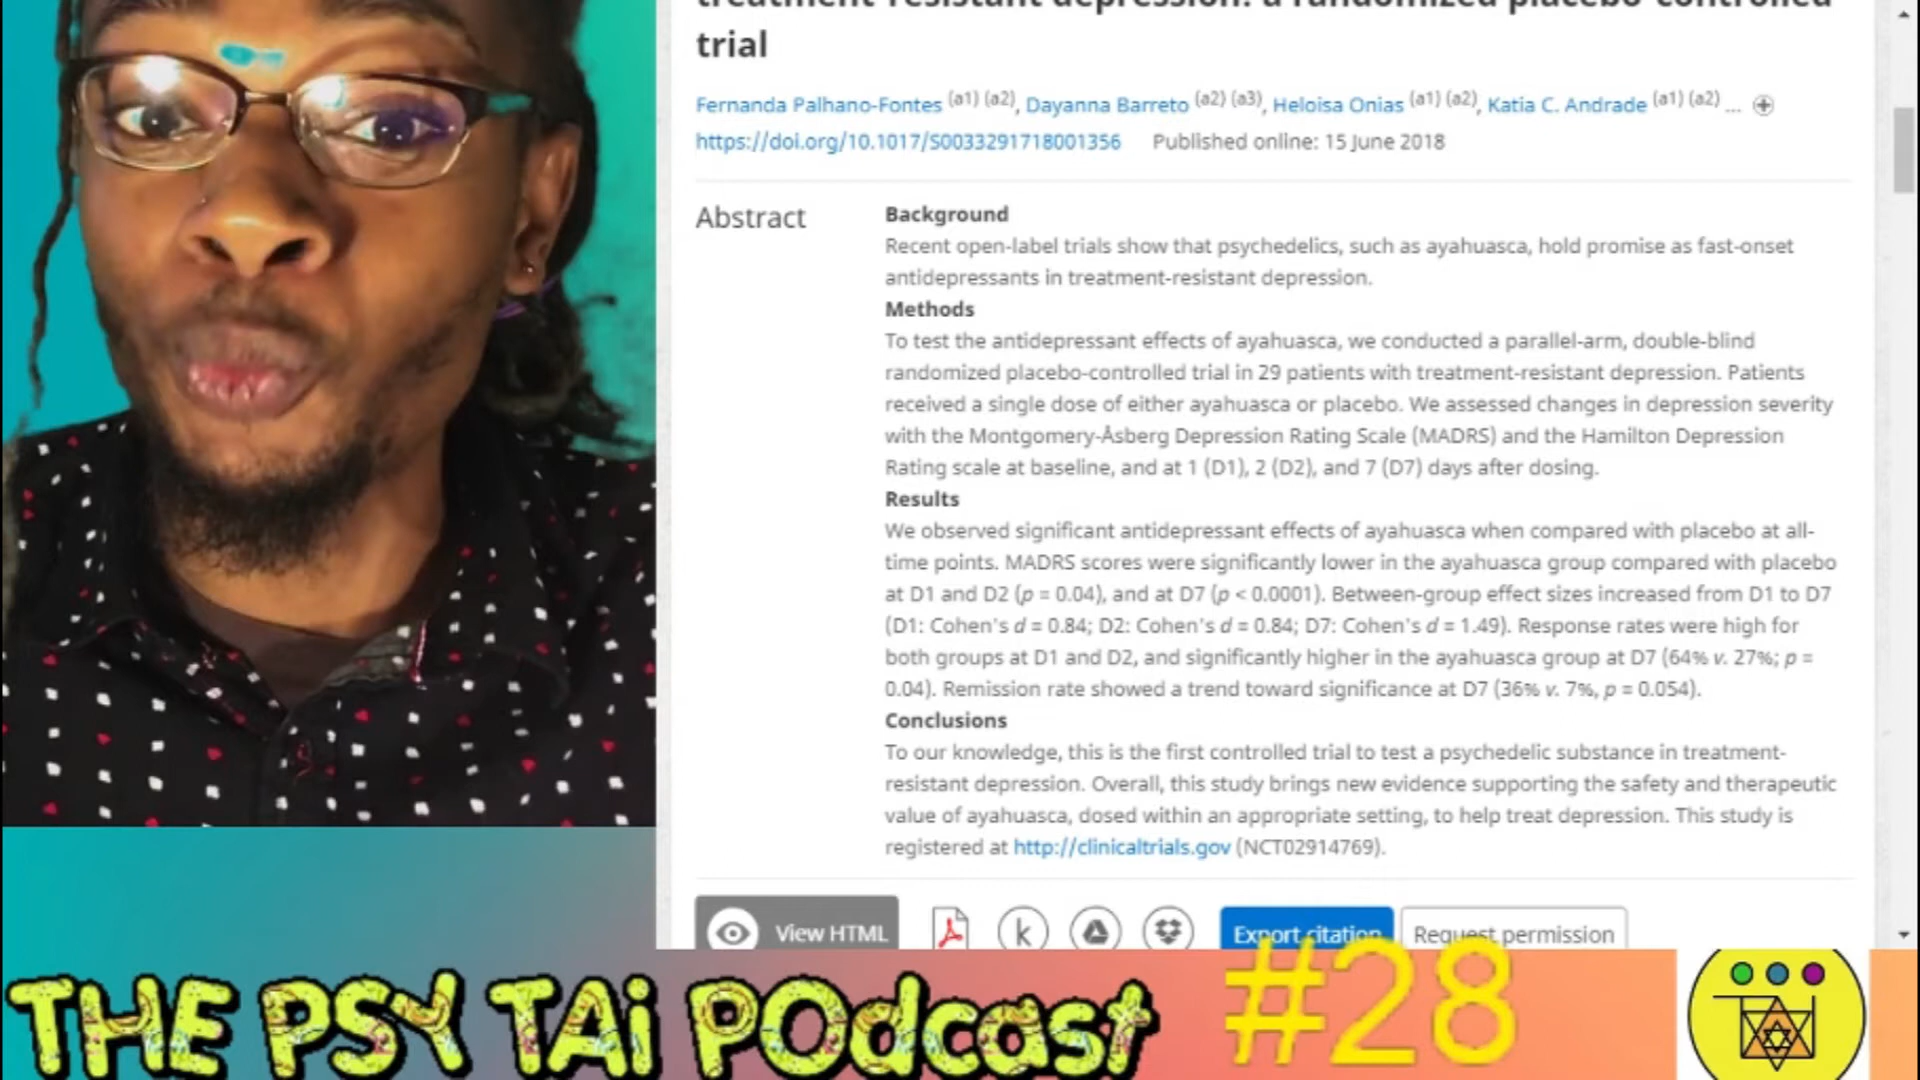 treatment-resistant depression: a randomized placebo-controlled
trial
Fernanda Palhano-Fontes (a1) (a2), Dayanna Barreto (a2) (a3), Heloisa Onias (a1) (a2), Katia C. Andrade (a1) (a2) ...
https://doi.org/10.1017/S0033291718001356 Published online: 15 June 2018
Abstract
Background
Recent open-label trials show that psychedelics, such as ayahuasca, hold promise as fast-onset
antidepressants in treatment-resistant depression.
Methods
To test the antidepressant effects of ayahuasca, we conducted a parallel-arm, double-blind
randomized placebo-controlled trial in 29 patients with treatment-resistant depression. Patients
received a single dose of either ayahuasca or placebo. We assessed changes in depression severity
with the Montgomery-Åsberg Depression Rating Scale (MADRS) and the Hamilton Depression
Rating scale at baseline, and at 1 (D1), 2 (D2), and 7 (D7) days after dosing.
Results
We observed significant antidepressant effects of ayahuasca when compared with placebo at all-
time points. MADRS scores were significantly lower in the ayahuasca group compared with placebo
at D1 and D2 (p = 0.04), and at D7 (p < 0.0001). Between-group effect sizes increased from D1 to D7
(D1: Cohen's d = 0.84; D2: Cohen's d = 0.84; D7: Cohen's d = 1.49). Response rates were high for
both groups at D1 and D2, and significantly higher in the ayahuasca group at D7 (64% v. 27%; p =
0.04). Remission rate showed a trend toward significance at D7 (36% v. 7%, p = 0.054).
Conclusions
To our knowledge, this is the first controlled trial to test a psychedelic substance in treatment-
resistant depression. Overall, this study brings new evidence supporting the safety and therapeutic
value of ayahuasca, dosed within an appropriate setting, to help treat depression. This study is
registered at http://clinicaltrials.gov (NCT02914769).
View HTML
k
Export citation
Request permission
THE PSY TAi POdcast #28